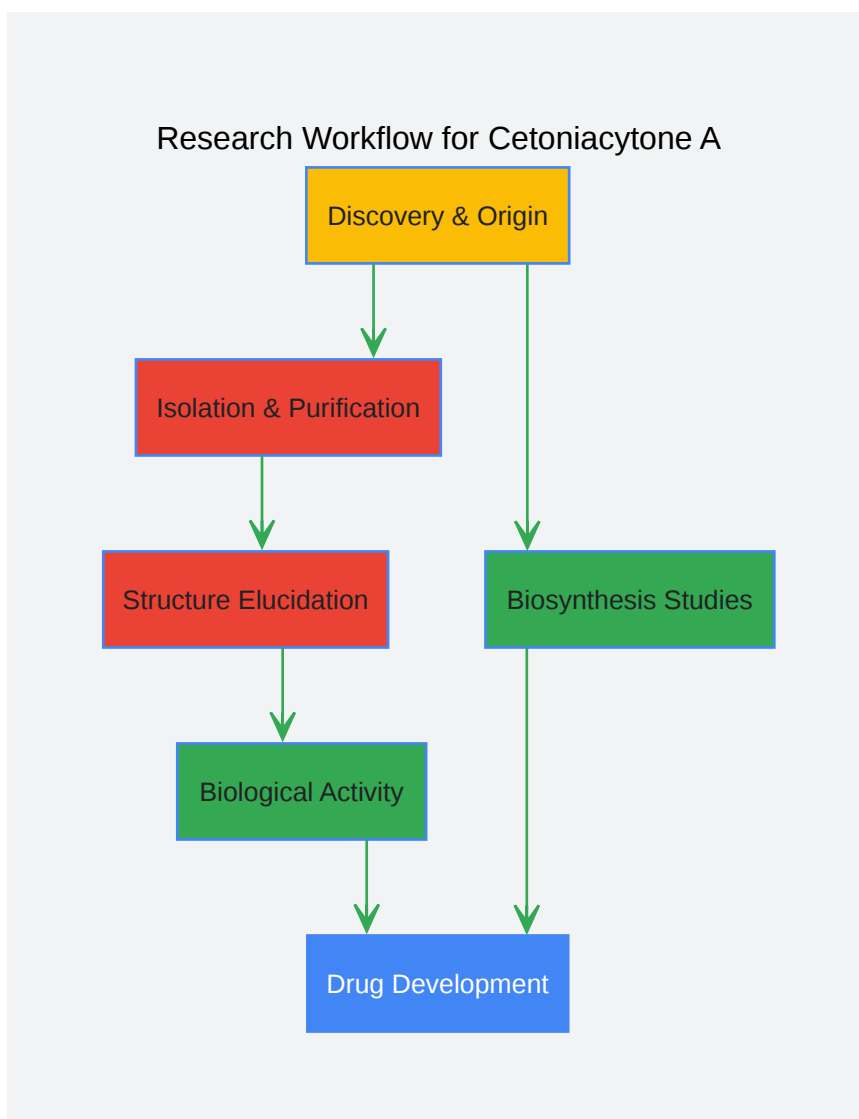 Research Workflow for Cetoniacytone A
Discovery & Origin
Isolation & Purification
Structure Elucidation
Biosynthesis Studies
Biological Activity
Drug Development